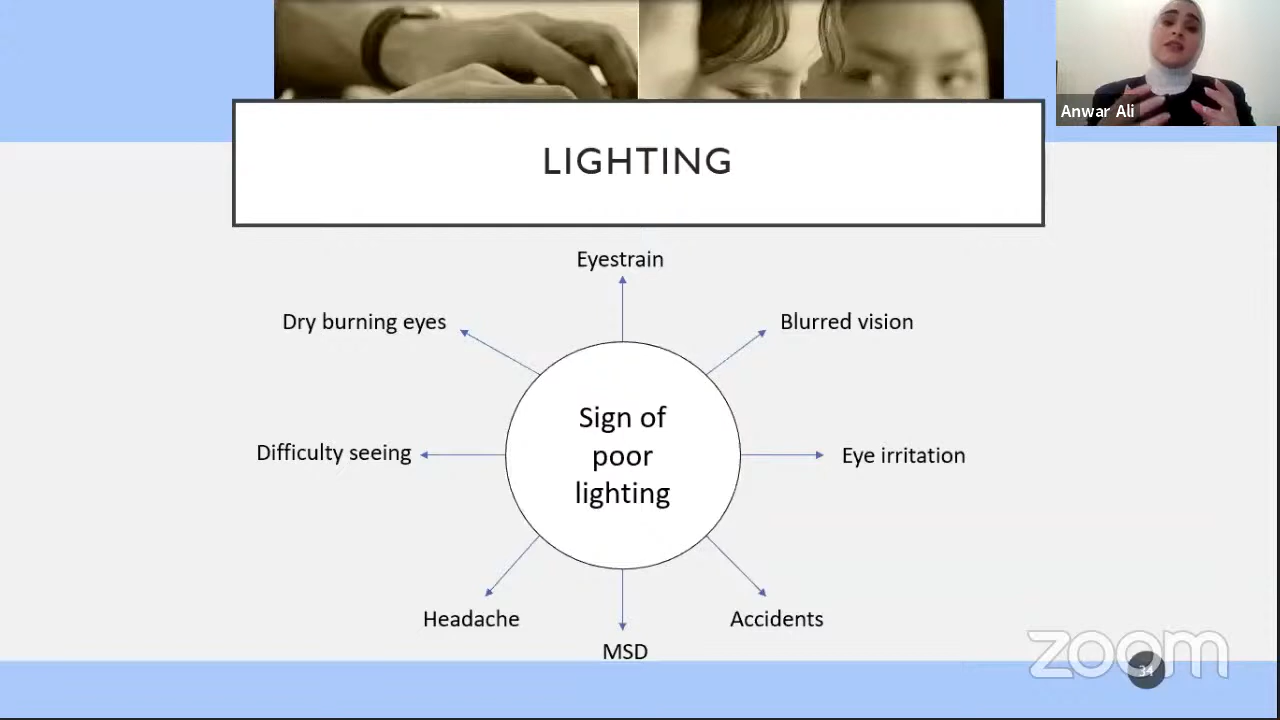 Anwar Ali
LIGHTING
Eyestrain
Dry burning eyes
Blurred vision
Sign of
poor
lighting
Difficulty seeing
Eye irritation
Headache
Accidents
MSD
zoom
34